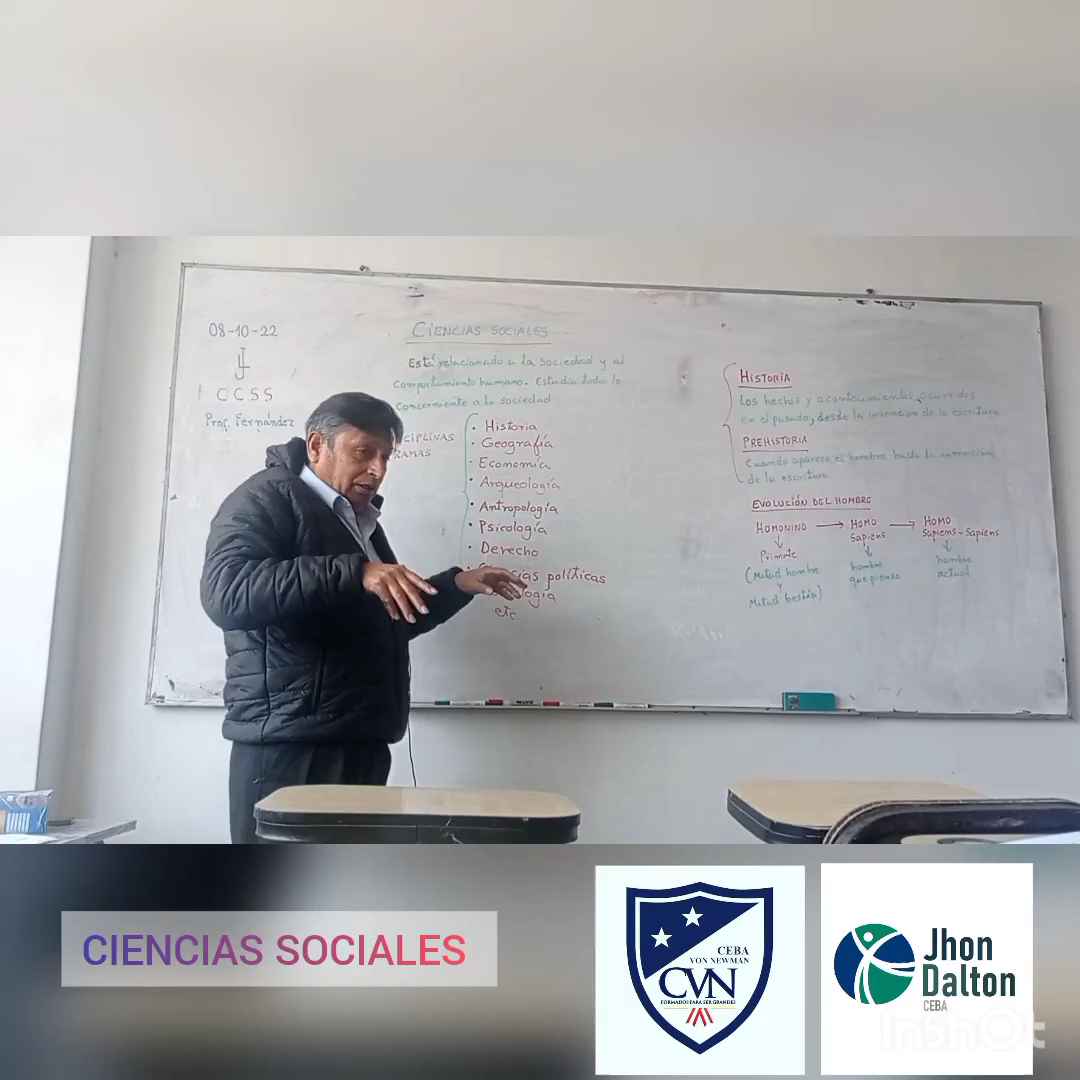 08-10-22
CCSS
Prof. Fernández
CIENCIAS SOCIALES
Está relacionado a la sociedad y al
comportamiento humano. Estudia todo lo
concerniente a la sociedad
CIPLINAS
RAMAS
• Historia
• Geografía
• Economía
• Arqueología
• Antropología
• Psicología
• Derecho
políticas
etc
HISTORIA
Los hechos y acontecimientos ocurridos
en el pasado, desde la invención de la escritura
PREHISTORIA
Cuando aparece el hombre hasta la invención
de la escritura
EVOLUCIÓN DEL HOMBRE
HOMONINO → HOMO Sapiens → HOMO Sapiens-Sapiens
Primate
(Mitad hombre
y
Mitad bestia)
hombre
que piensa
hombre
actual
CIENCIAS SOCIALES
CEBA
VON NEWMAN
CVN
FORMADOS PARA SER GRANDES
Jhon
Dalton
CEBA
InShOt